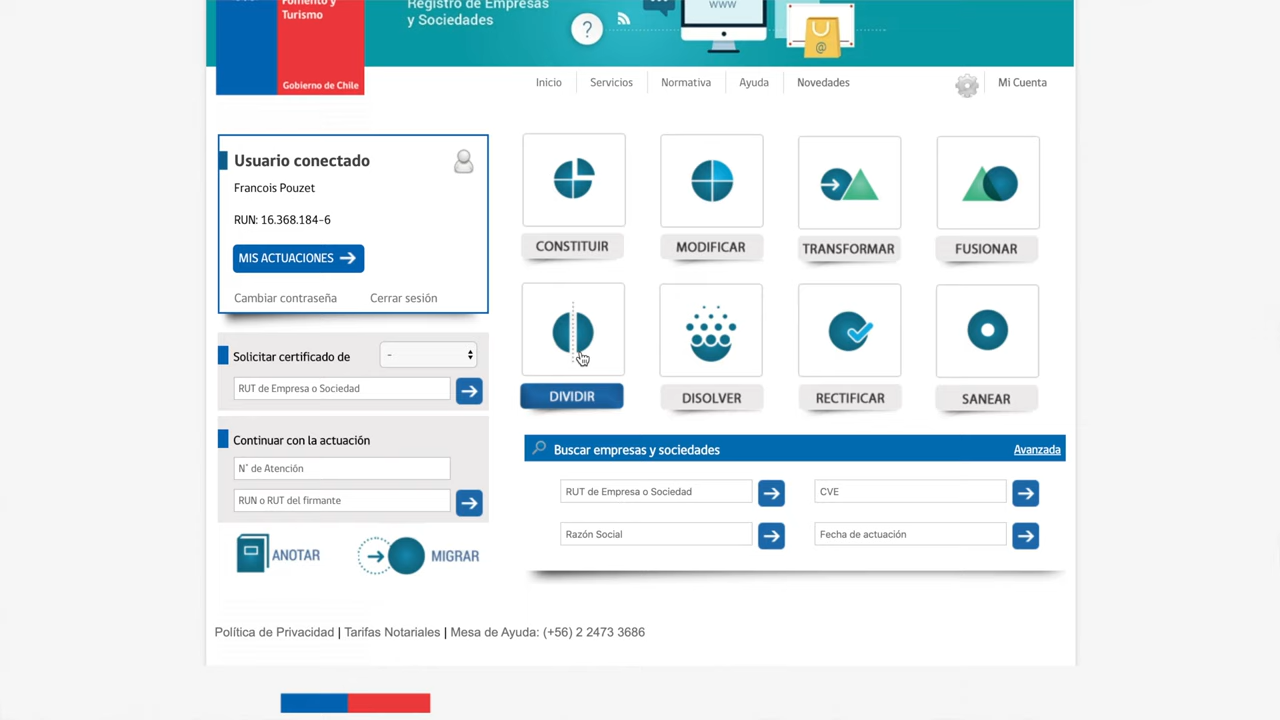 Fomento y
Turismo
Gobierno de Chile
Registro de Empresas
y Sociedades
?
www
@
Inicio
Servicios
Normativa
Ayuda
Novedades
Mi Cuenta
Usuario conectado
Francois Pouzet
RUN: 16.368.184-6
MIS ACTUACIONES
Cambiar contraseña
Cerrar sesión
CONSTITUIR
MODIFICAR
TRANSFORMAR
FUSIONAR
DIVIDIR
DISOLVER
RECTIFICAR
SANEAR
Solicitar certificado de
-
RUT de Empresa o Sociedad
Continuar con la actuación
N° de Atención
RUN o RUT del firmante
ANOTAR
MIGRAR
Buscar empresas y sociedades
Avanzada
RUT de Empresa o Sociedad
CVE
Razón Social
Fecha de actuación
Política de Privacidad | Tarifas Notariales | Mesa de Ayuda: (+56) 2 2473 3686